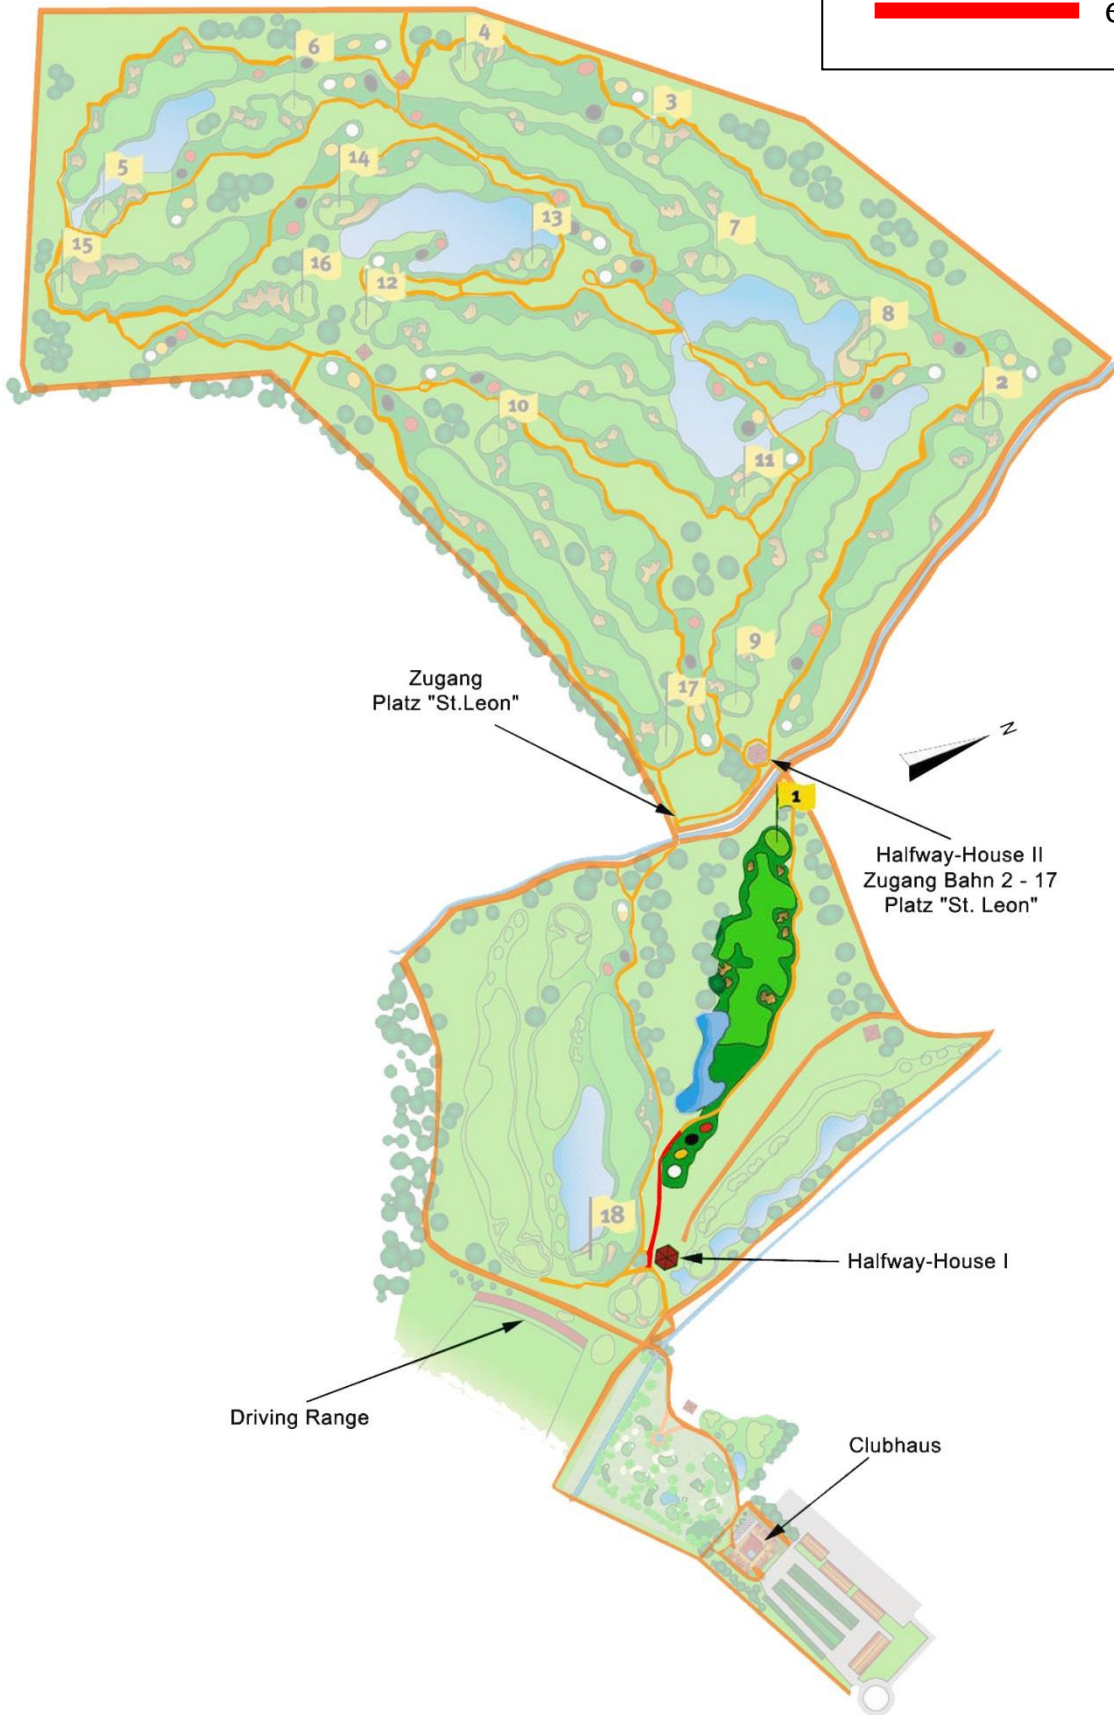 6
4
3
5
14
13
7
15
16
12
8
2
10
11
9
Zugang
Platz "St.Leon"
17
N
1
Halfway-House II
Zugang Bahn 2 - 17
Platz "St. Leon"
18
Halfway-House I
Driving Range
Clubhaus